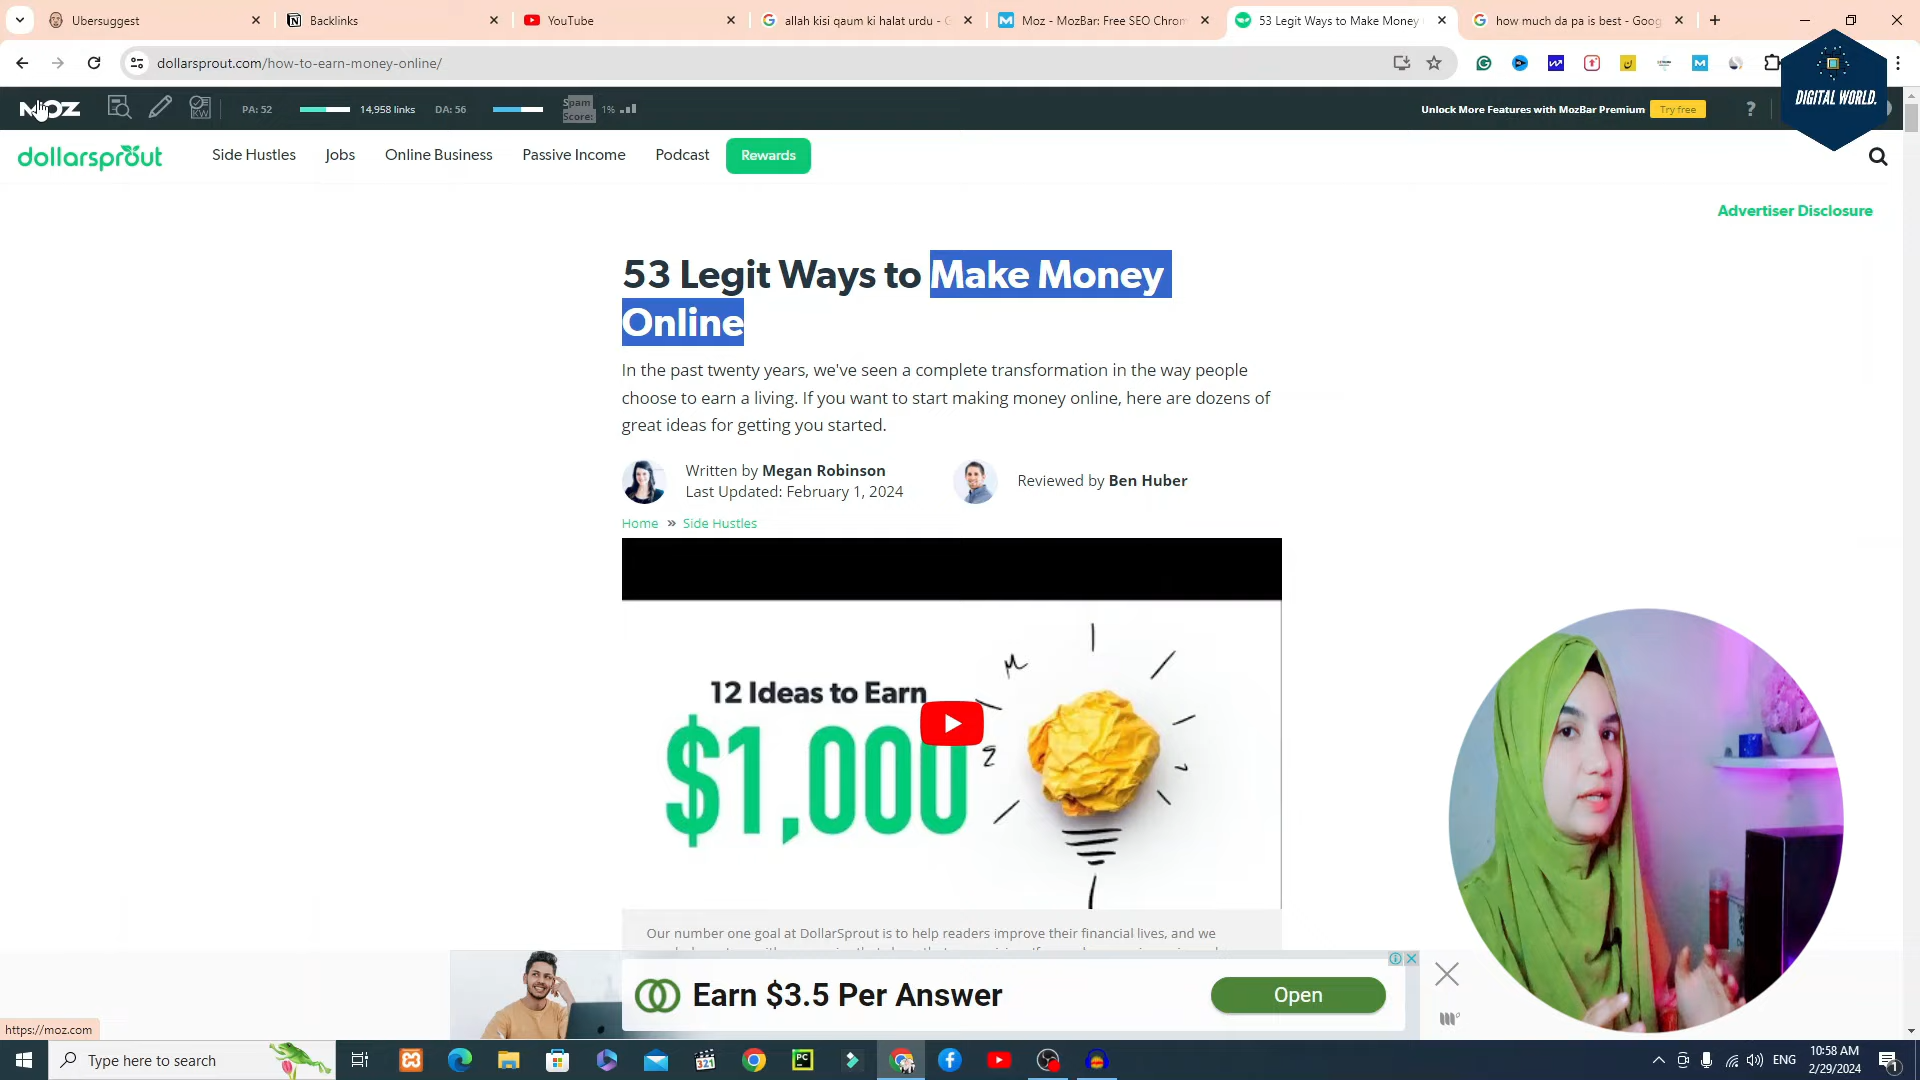 Ubersuggest
Backlinks
YouTube
allah kisi qaum ki halat urdu - G
Moz - MozBar: Free SEO Chrom
53 Legit Ways to Make Money
how much da pa is best - Goog
dollarsprout.com/how-to-earn-money-online/
DIGITAL WORLD.
MOZ
PA: 52
14,958 links
DA: 56
Spam
Score:
1%
Unlock More Features with MozBar Premium
Try free
?
dollarsprout
Side Hustles
Jobs
Online Business
Passive Income
Podcast
Rewards
Advertiser Disclosure
53 Legit Ways to Make Money
Online
In the past twenty years, we've seen a complete transformation in the way people
choose to earn a living. If you want to start making money online, here are dozens of
great ideas for getting you started.
Written by Megan Robinson
Last Updated: February 1, 2024
Reviewed by Ben Huber
Home » Side Hustles
12 Ideas to Earn
$1,000
Our number one goal at DollarSprout is to help readers improve their financial lives, and we
Earn $3.5 Per Answer
Open
https://moz.com
Type here to search
ENG
10:58 AM
2/29/2024
1